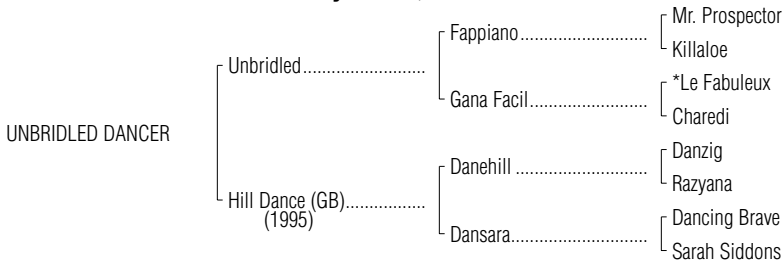 Mr. Prospector
Fappiano
Killaloe
Unbridled
*Le Fabuleux
Gana Facil
Charedi
UNBRIDLED DANCER
Danzig
Danehill
Razyana
Hill Dance (GB)
(1995)
Dancing Brave
Dansara
Sarah Siddons